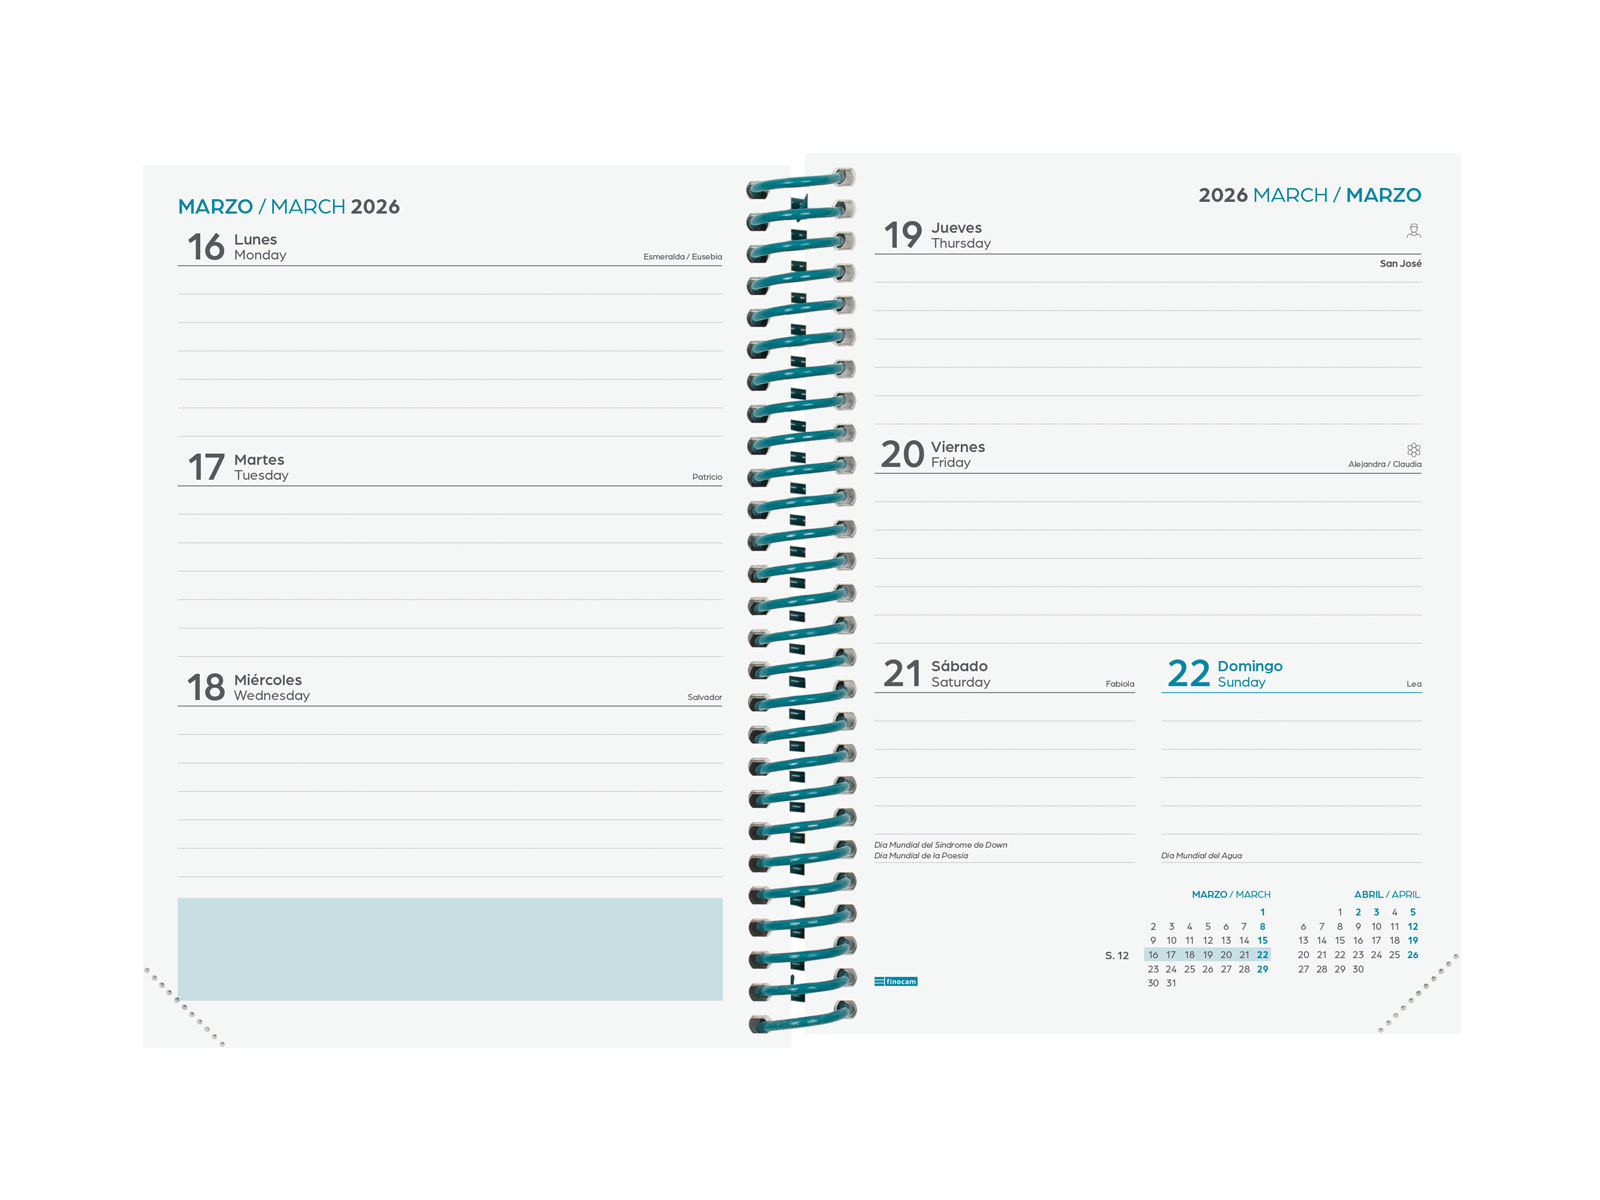 MARZO / MARCH 2026
16 Lunes
Monday
Esmeralda / Eusebia
17 Martes
Tuesday
Patricio
18 Miércoles
Wednesday
Salvador
2026 MARCH / MARZO
19 Jueves
Thursday
San José
20 Viernes
Friday
Alejandra / Claudia
21 Sábado
Saturday
Fabiola
22 Domingo
Sunday
Lea
Día Mundial del Síndrome de Down
Día Mundial de la Poesía
Día Mundial del Agua
MARZO / MARCH
1
2 3 4 5 6 7 8
9 10 11 12 13 14 15
S. 12 16 17 18 19 20 21 22
23 24 25 26 27 28 29
30 31
ABRIL / APRIL
1 2 3 4 5
6 7 8 9 10 11 12
13 14 15 16 17 18 19
20 21 22 23 24 25 26
27 28 29 30
finocam